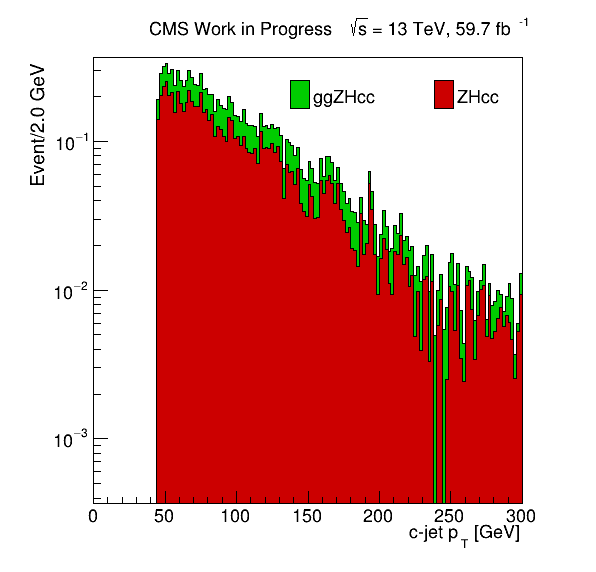 CMS Work in Progress √s = 13 TeV, 59.7 fb⁻¹
Event/2.0 GeV
ggZHcc ZHcc
10⁻¹
10⁻²
10⁻³
0 50 100 150 200 250 300
c-jet p_T [GeV]